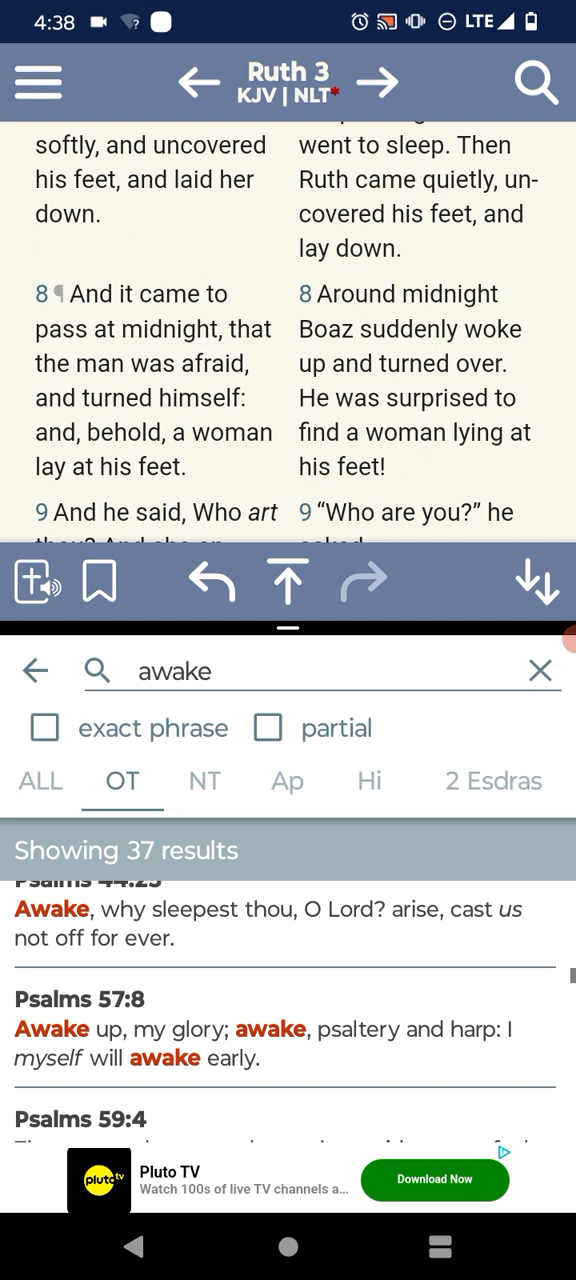 4:38
LTE
Ruth 3
KJV | NLT*
softly, and uncovered
his feet, and laid her
down.
went to sleep. Then
Ruth came quietly, un-
covered his feet, and
lay down.
8 ¶ And it came to
pass at midnight, that
the man was afraid,
and turned himself:
and, behold, a woman
lay at his feet.
9 And he said, Who art
8 Around midnight
Boaz suddenly woke
up and turned over.
He was surprised to
find a woman lying at
his feet!
9 “Who are you?” he
awake
exact phrase
partial
ALL OT NT Ap Hi 2 Esdras
Showing 37 results
Psalms 44:23
Awake, why sleepest thou, O Lord? arise, cast us
not off for ever.
Psalms 57:8
Awake up, my glory; awake, psaltery and harp: I
myself will awake early.
Psalms 59:4
pluto tv
Pluto TV
Watch 100s of live TV channels a...
Download Now